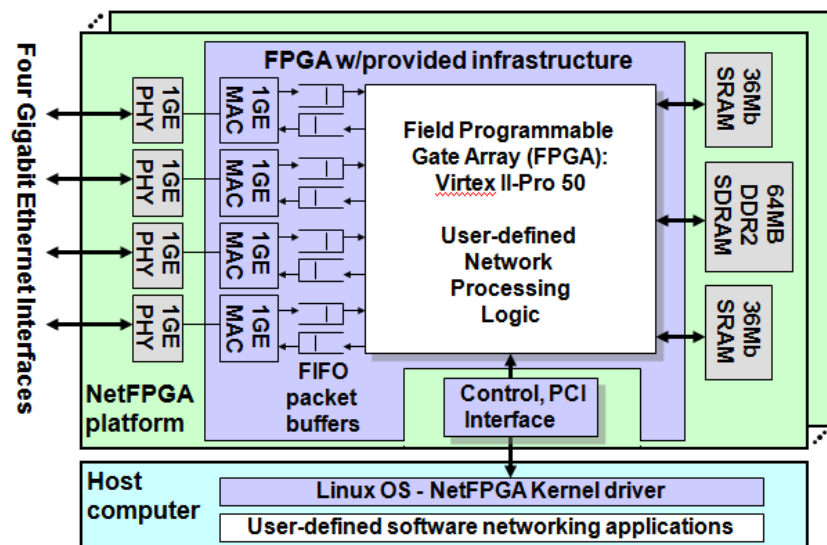 FPGA w/provided infrastructure
Four Gigabit Ethernet Interfaces
1GE
PHY
1GE
MAC
1GE
PHY
1GE
MAC
1GE
PHY
1GE
MAC
1GE
PHY
1GE
MAC
FIFO
packet
buffers
Field Programmable
Gate Array (FPGA):
Virtex II-Pro 50
User-defined
Network
Processing
Logic
36Mb
SRAM
64MB
DDR2
SDRAM
36Mb
SRAM
NetFPGA
platform
Control, PCI
Interface
Host
computer
Linux OS - NetFPGA Kernel driver
User-defined software networking applications